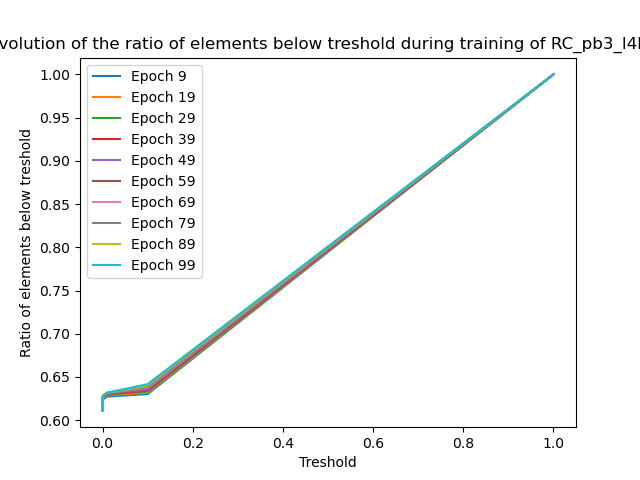 volution of the ratio of elements below treshold during training of RC_pb3_l4l
1.00
0.95
0.90
0.85
0.80
0.75
0.70
0.65
0.60
Ratio of elements below treshold
Epoch 9
Epoch 19
Epoch 29
Epoch 39
Epoch 49
Epoch 59
Epoch 69
Epoch 79
Epoch 89
Epoch 99
0.0 0.2 0.4 0.6 0.8 1.0
Treshold